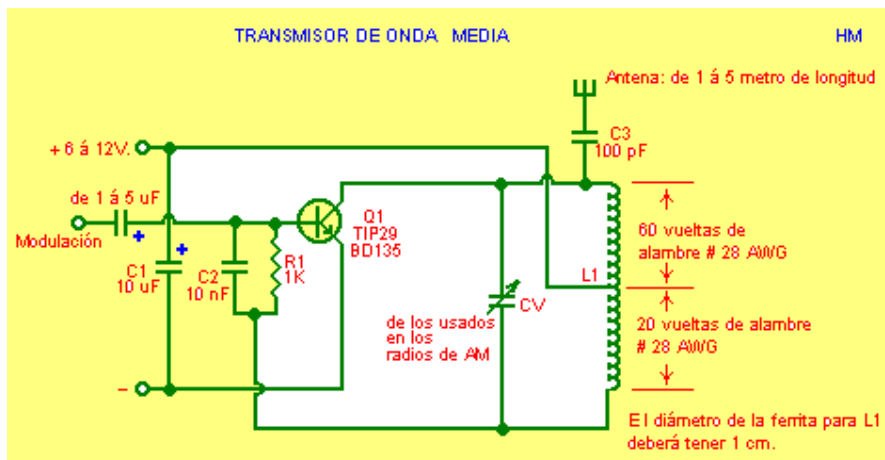 TRANSMISOR DE ONDA MEDIA
HM
Antena: de 1 á 5 metro de longitud
C3
100 pF
+ 6 á 12V.
de 1 á 5 uF
+
Modulación
+
Q1
TIP29
BD135
60 vueltas de
alambre # 28 AWG
C1
10 uF
C2
10 nF
R1
1K
L1
CV
de los usados
en los
radios de AM
20 vueltas de alambre
# 28 AWG
-
El diámetro de la ferrita para L1
deberá tener 1 cm.